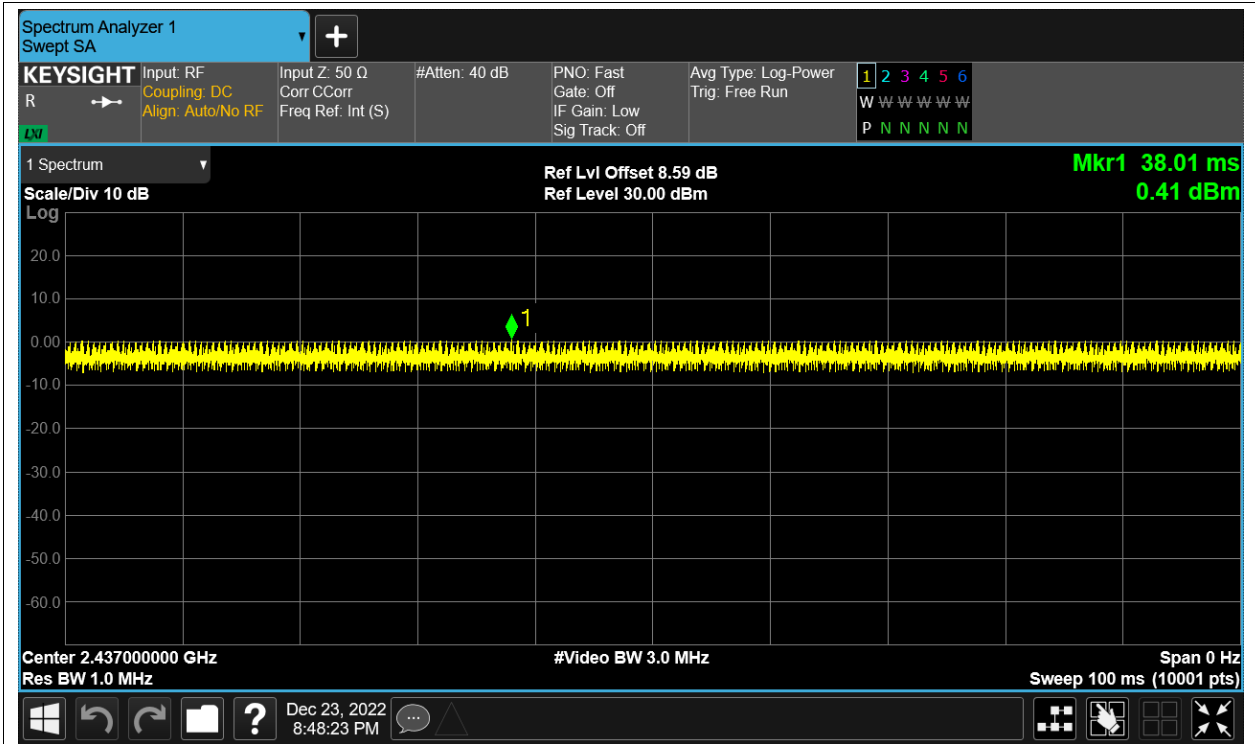 Spectrum Analyzer 1
Swept SA
KEYSIGHT
R
LXI
Input: RF
Coupling: DC
Align: Auto/No RF
Input Z: 50 Ω
Corr CCorr
Freq Ref: Int (S)
#Atten: 40 dB
PNO: Fast
Gate: Off
IF Gain: Low
Sig Track: Off
Avg Type: Log-Power
Trig: Free Run
1 2 3 4 5 6
W W W W W W
P N N N N N
1 Spectrum
Scale/Div 10 dB
Ref Lvl Offset 8.59 dB
Ref Level 30.00 dBm
Mkr1 38.01 ms
0.41 dBm
Log
20.0
10.0
0.00
-10.0
-20.0
-30.0
-40.0
-50.0
-60.0
1
Center 2.437000000 GHz
Res BW 1.0 MHz
#Video BW 3.0 MHz
Span 0 Hz
Sweep 100 ms (10001 pts)
?
Dec 23, 2022
8:48:23 PM